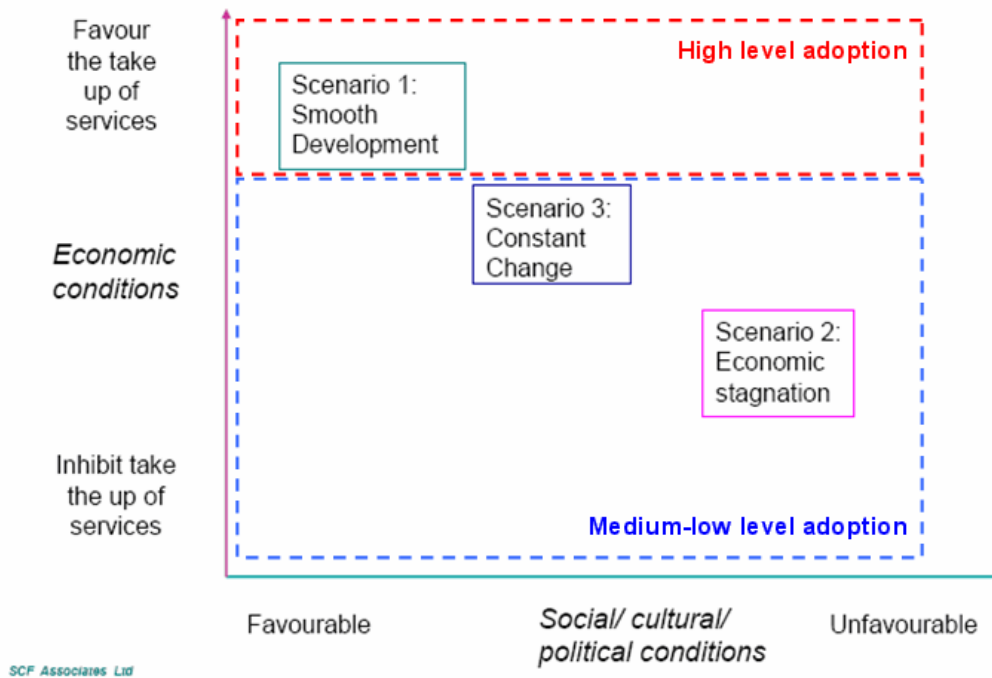 Favour
the take
up of
services
High level adoption
Scenario 1:
Smooth
Development
Scenario 3:
Constant
Change
Economic
conditions
Scenario 2:
Economic
stagnation
Inhibit take
the up of
services
Medium-low level adoption
Favourable
Social/ cultural/
political conditions
Unfavourable
SCF Associates Ltd